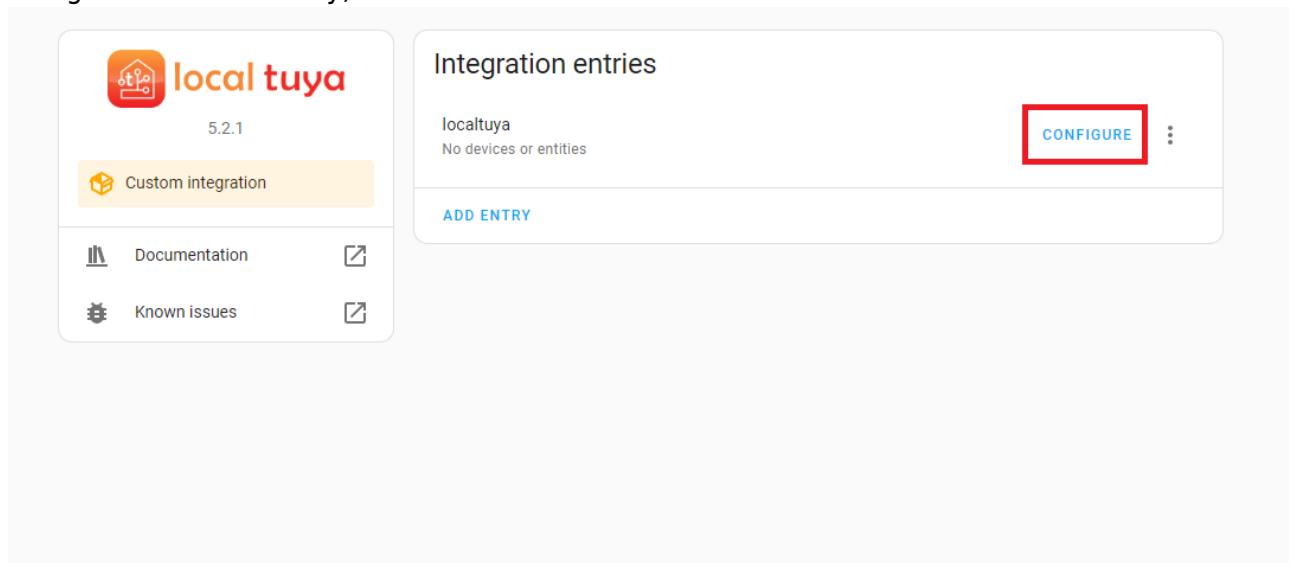 local tuya
5.2.1
Custom integration
Documentation
Known issues
Integration entries
localtuya
No devices or entities
CONFIGURE
ADD ENTRY